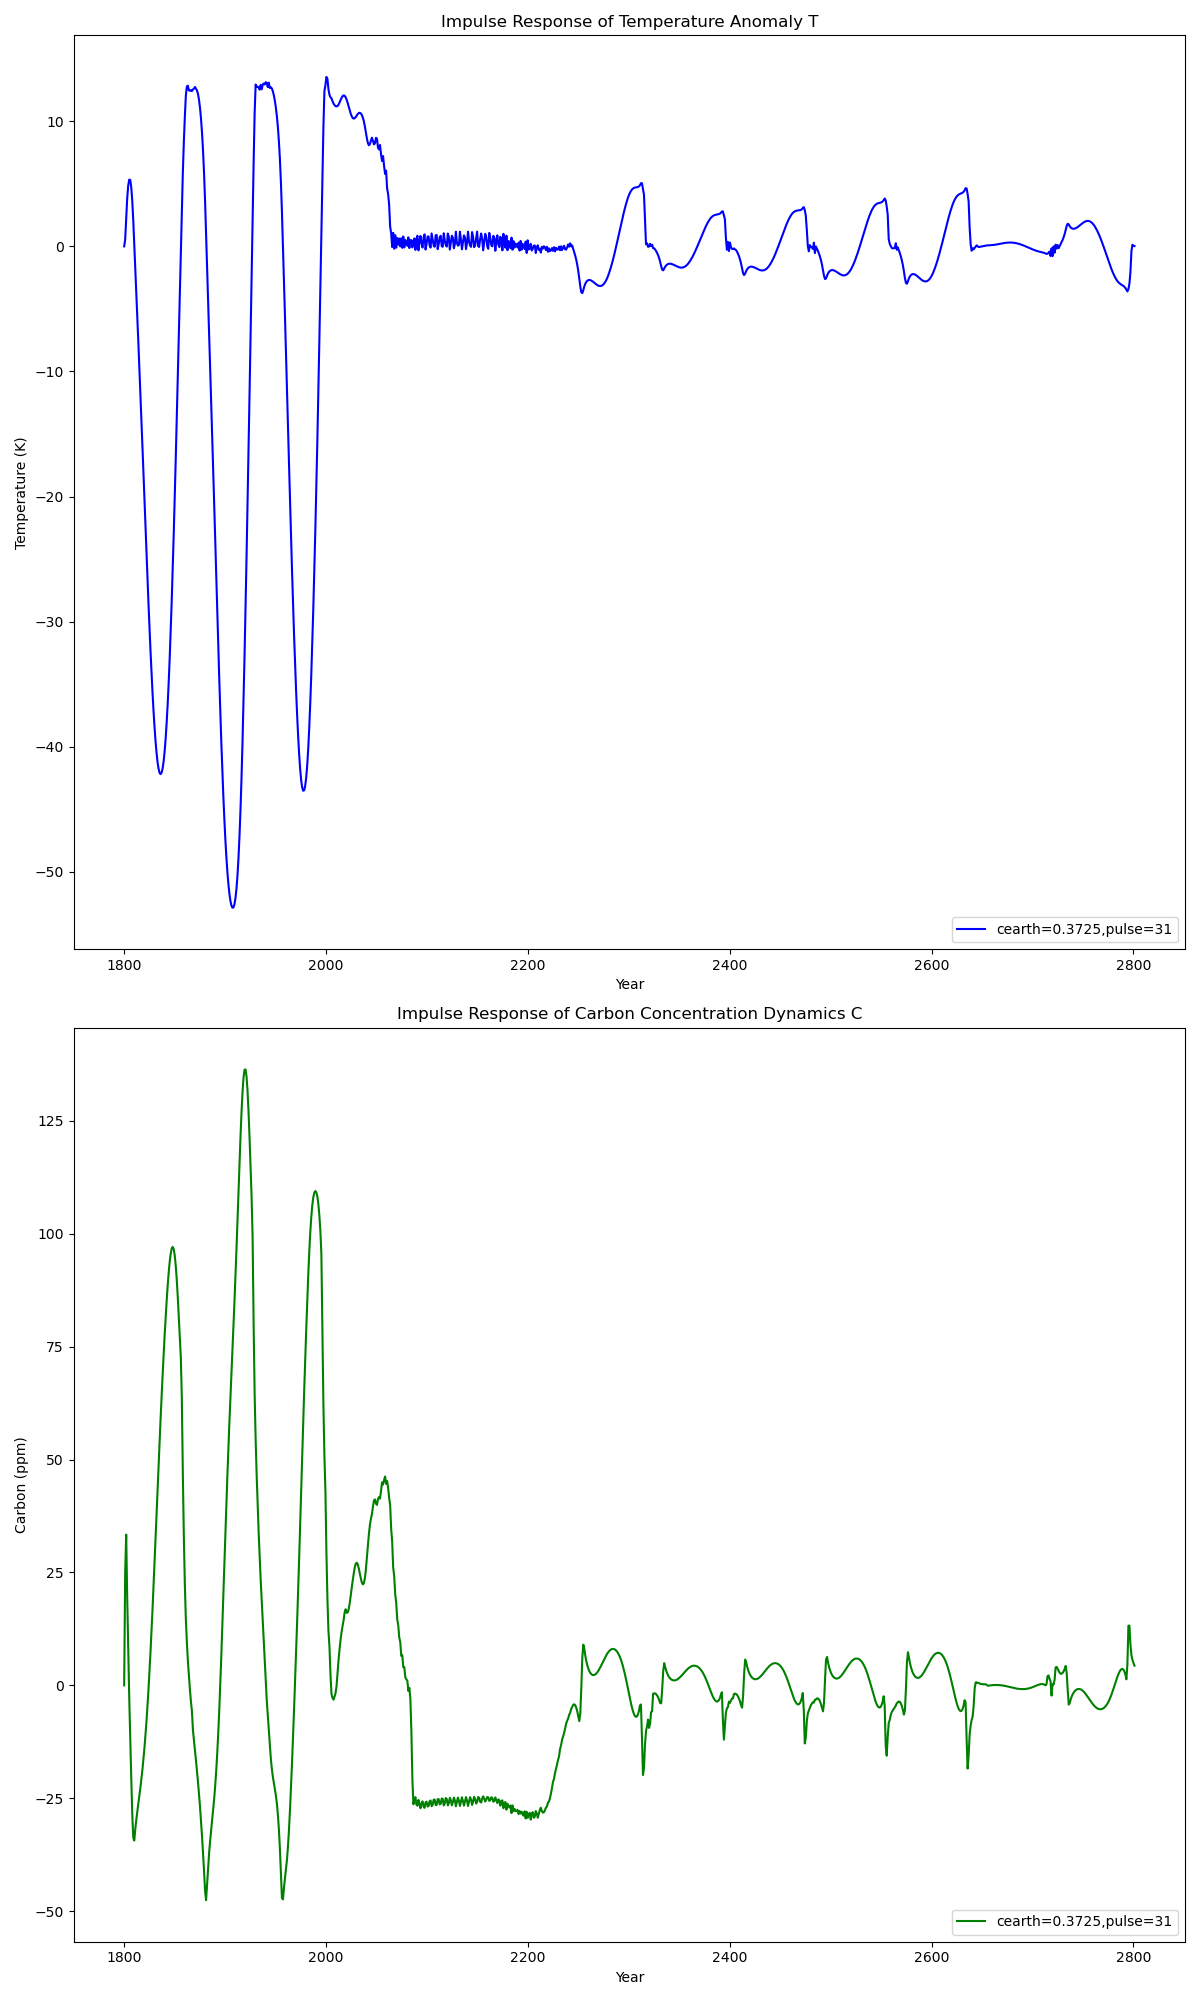 Impulse Response of Temperature Anomaly T
10
0
−10
−20
−30
−40
−50
Temperature (K)
cearth=0.3725,pulse=31
1800 2000 2200 2400 2600 2800
Year
Impulse Response of Carbon Concentration Dynamics C
125
100
75
50
25
0
−25
−50
Carbon (ppm)
cearth=0.3725,pulse=31
1800 2000 2200 2400 2600 2800
Year